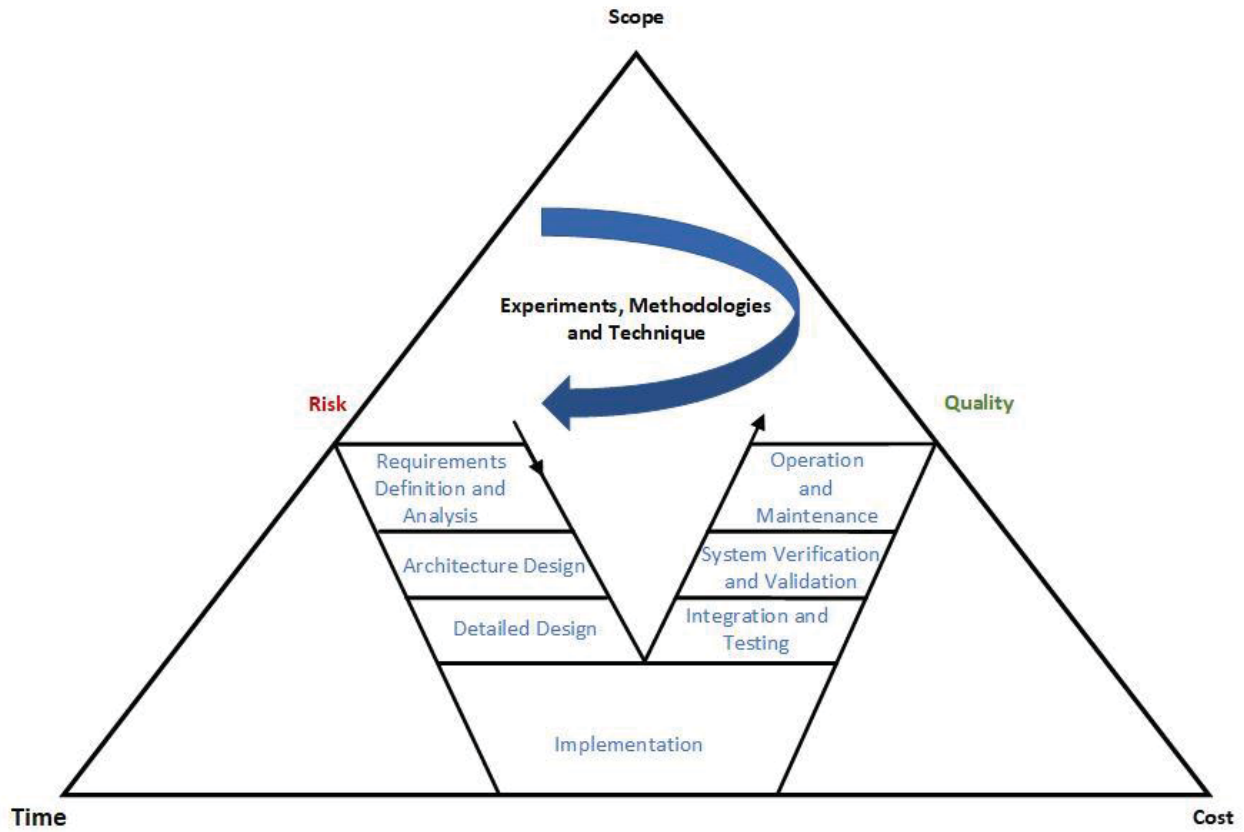 Scope
Experiments, Methodologies
and Technique
Risk
Quality
Requirements
Definition and
Analysis
Operation
and
Maintenance
Architecture Design
System Verification
and Validation
Detailed Design
Integration and
Testing
Implementation
Time
Cost